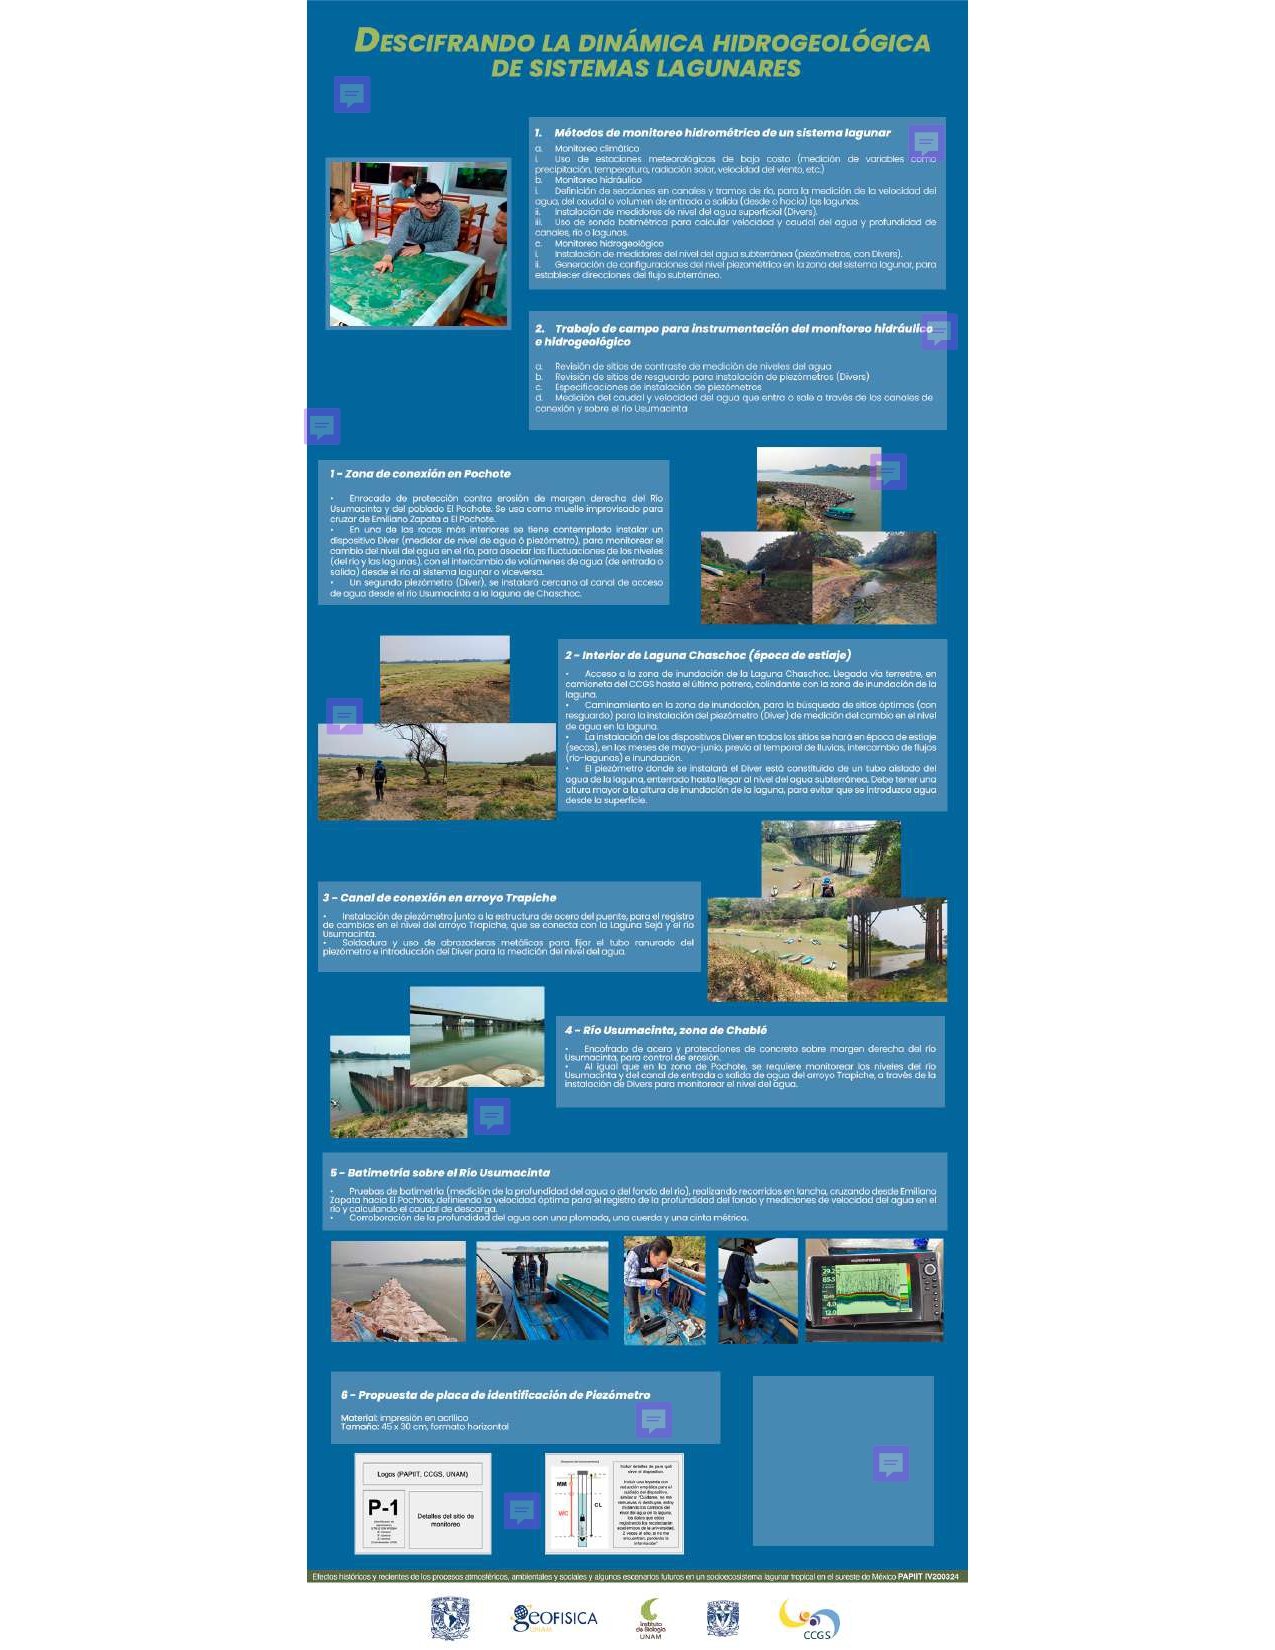 DESCIFRANDO LA DINÁMICA HIDROGEOLÓGICA
DE SISTEMAS LAGUNARES
1. Métodos de monitoreo hidrométrico de un sistema lagunar
a. Monitoreo climático
i. Uso de estaciones meteorológicas de bajo costo (medición de variables como
precipitación, temperatura, radiación solar, velocidad del viento, etc.)
b. Monitoreo hidráulico
i. Definición de secciones en canales y tramos de río, para la medición de la velocidad del
agua, del caudal o volumen de entrada o salida (desde o hacia) las lagunas.
ii. Instalación de medidores de nivel del agua superficial (Divers).
iii. Uso de sonda batimétrica para calcular velocidad y caudal del agua y profundidad de
canales, río o lagunas.
c. Monitoreo hidrogeológico
i. Instalación de medidores del nivel del agua subterránea (piezómetros, con Divers).
ii. Generación de configuraciones del nivel piezométrico en la zona del sistema lagunar, para
establecer direcciones del flujo subterráneo.
2. Trabajo de campo para instrumentación del monitoreo hidráulico
e hidrogeológico
a. Revisión de sitios de contraste de medición de niveles del agua
b. Revisión de sitios de resguardo para instalación de piezómetros (Divers)
c. Especificaciones de instalación de piezómetros
d. Medición del caudal y velocidad del agua que entra o sale a través de los canales de
conexión y sobre el río Usumacinta
1 - Zona de conexión en Pochote
• Enrocado de protección contra erosión de margen derecha del Río
Usumacinta y del poblado El Pochote. Se usa como muelle improvisado para
cruzar de Emiliano Zapata a El Pochote.
• En una de las rocas más interiores se tiene contemplado instalar un
dispositivo Diver (medidor de nivel de agua ó piezómetro), para monitorear el
cambio del nivel del agua en el río, para asociar las fluctuaciones de los niveles
(del río y las lagunas), con el intercambio de volúmenes de agua (de entrada o
salida) desde el río al sistema lagunar o viceversa.
• Un segundo piezómetro (Diver), se instalará cercano al canal de acceso
de agua desde el río Usumacinta a la laguna de Chaschoc.
2 - Interior de Laguna Chaschoc (época de estiaje)
• Acceso a la zona de inundación de la Laguna Chaschoc. Llegada vía terrestre, en
camioneta del CCGS hasta el último potrero, colindante con la zona de inundación de la
laguna.
• Caminamiento en la zona de inundación, para la búsqueda de sitios óptimos (con
resguardo) para la instalación del piezómetro (Diver) de medición del cambio en el nivel
de agua en la laguna.
• La instalación de los dispositivos Diver en todos los sitios se hará en época de estiaje
(secas), en los meses de mayo-junio, previo al temporal de lluvias, intercambio de flujos
(río-lagunas) e inundación.
• El piezómetro donde se instalará el Diver está constituido de un tubo aislado del
agua de la laguna, enterrado hasta llegar al nivel del agua subterránea. Debe tener una
altura mayor a la altura de inundación de la laguna, para evitar que se introduzca agua
desde la superficie.
3 - Canal de conexión en arroyo Trapiche
• Instalación de piezómetro junto a la estructura de acero del puente, para el registro
de cambios en el nivel del arroyo Trapiche, que se conecta con la Laguna Sejá y el río
Usumacinta.
• Soldadura y uso de abrazaderas metálicas para fijar el tubo ranurado del
piezómetro e introducción del Diver para la medición del nivel del agua.
4 - Río Usumacinta, zona de Chablé
• Encofrado de acero y protecciones de concreto sobre margen derecha del río
Usumacinta, para control de erosión.
• Al igual que en la zona de Pochote, se requiere monitorear los niveles del río
Usumacinta y del canal de entrada o salida de agua del arroyo Trapiche, a través de la
instalación de Divers para monitorear el nivel del agua.
5 - Batimetría sobre el Río Usumacinta
• Pruebas de batimetría (medición de la profundidad del agua o del fondo del río), realizando recorridos en lancha, cruzando desde Emiliano
Zapata hacia El Pochote, definiendo la velocidad óptima para el registro de la profundidad del fondo y mediciones de velocidad del agua en el
río y calculando el caudal de descarga.
• Corroboración de la profundidad del agua con una plomada, una cuerda y una cinta métrica.
6 - Propuesta de placa de identificación de Piezómetro
Material: impresión en acrílico
Tamaño: 45 x 30 cm, formato horizontal
Logos (PAPIIT, CCGS, UNAM)
P-1
Detalles del sitio de
monitoreo
MM
WC
CL
Incluir detalles de para qué
sirve el dispositivo.
Efectos históricos y recientes de los procesos atmosféricos, ambientales y sociales y algunos escenarios futuros en un socioecosistema lagunar tropical en el sureste de México PAPIIT IV200324
GEOFISICA
UNAM
Instituto
de Biología
UNAM
CCGS